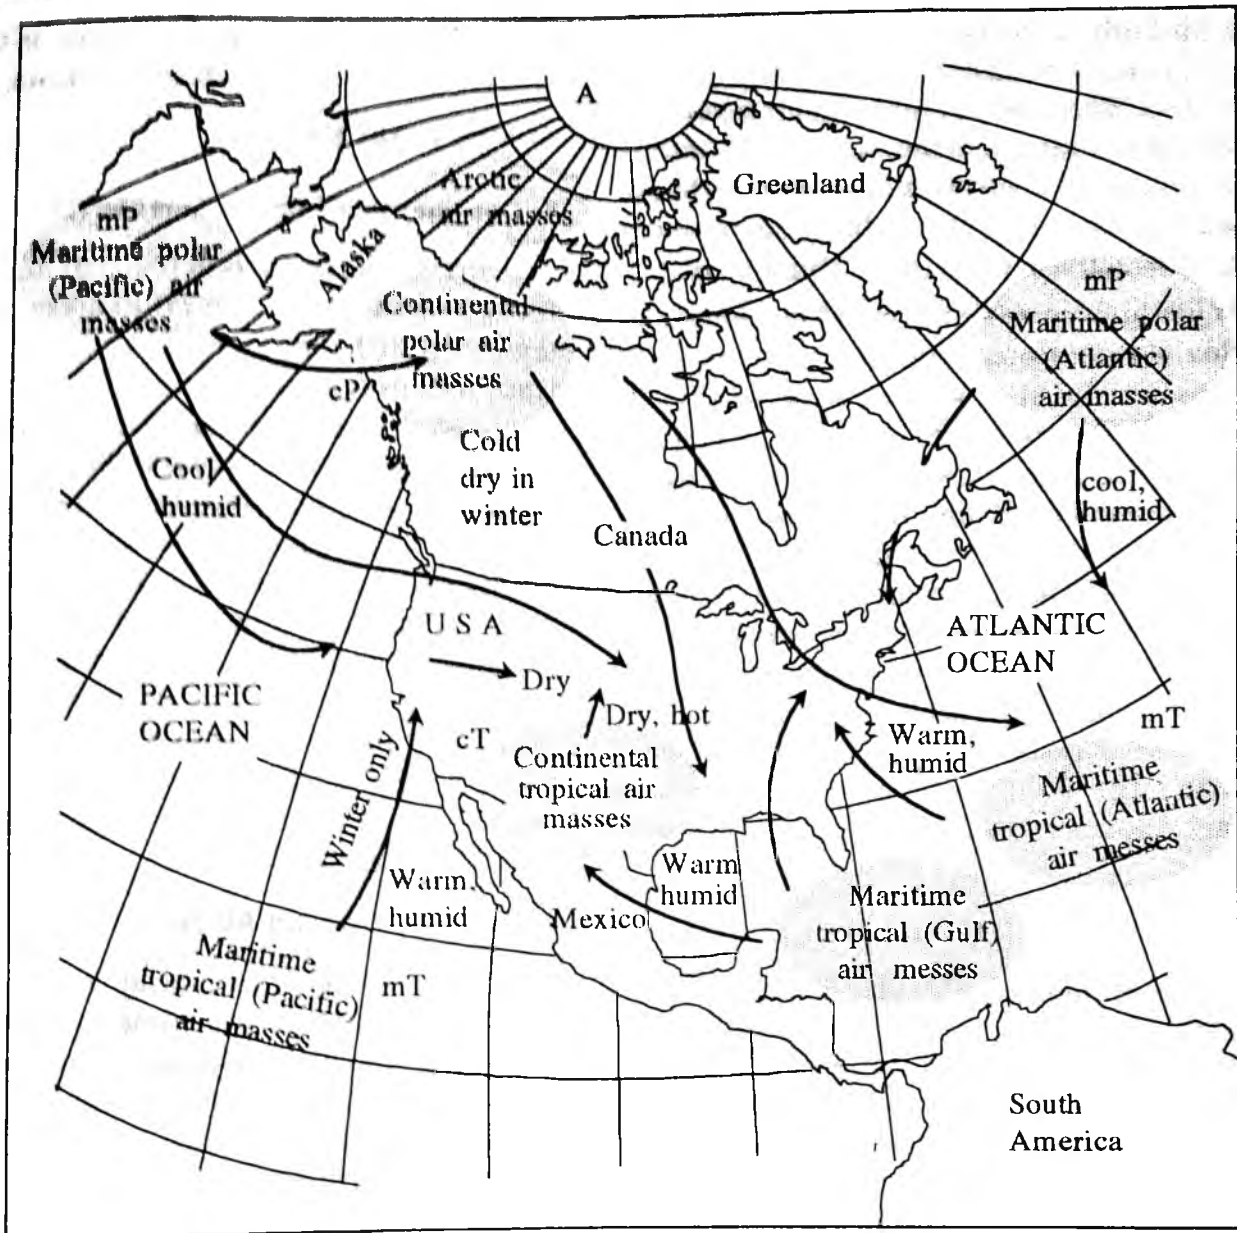 A
Arctic
air masses
Greenland
mP
Maritime polar
(Pacific) air
masses
Alaska
Continental
polar air
masses
cP
mP
Maritime polar
(Atlantic)
air masses
Cool
humid
Cold
dry in
winter
Canada
cool,
humid
USA
Dry
ATLANTIC
OCEAN
PACIFIC
OCEAN
Dry, hot
cT
Continental
tropical air
masses
Winter only
Warm,
humid
mT
Maritime
tropical (Atlantic)
air messes
Warm,
humid
Mexico
Warm
humid
Maritime
tropical (Gulf)
air messes
Maritime
tropical (Pacific)
air masses
mT
South
America